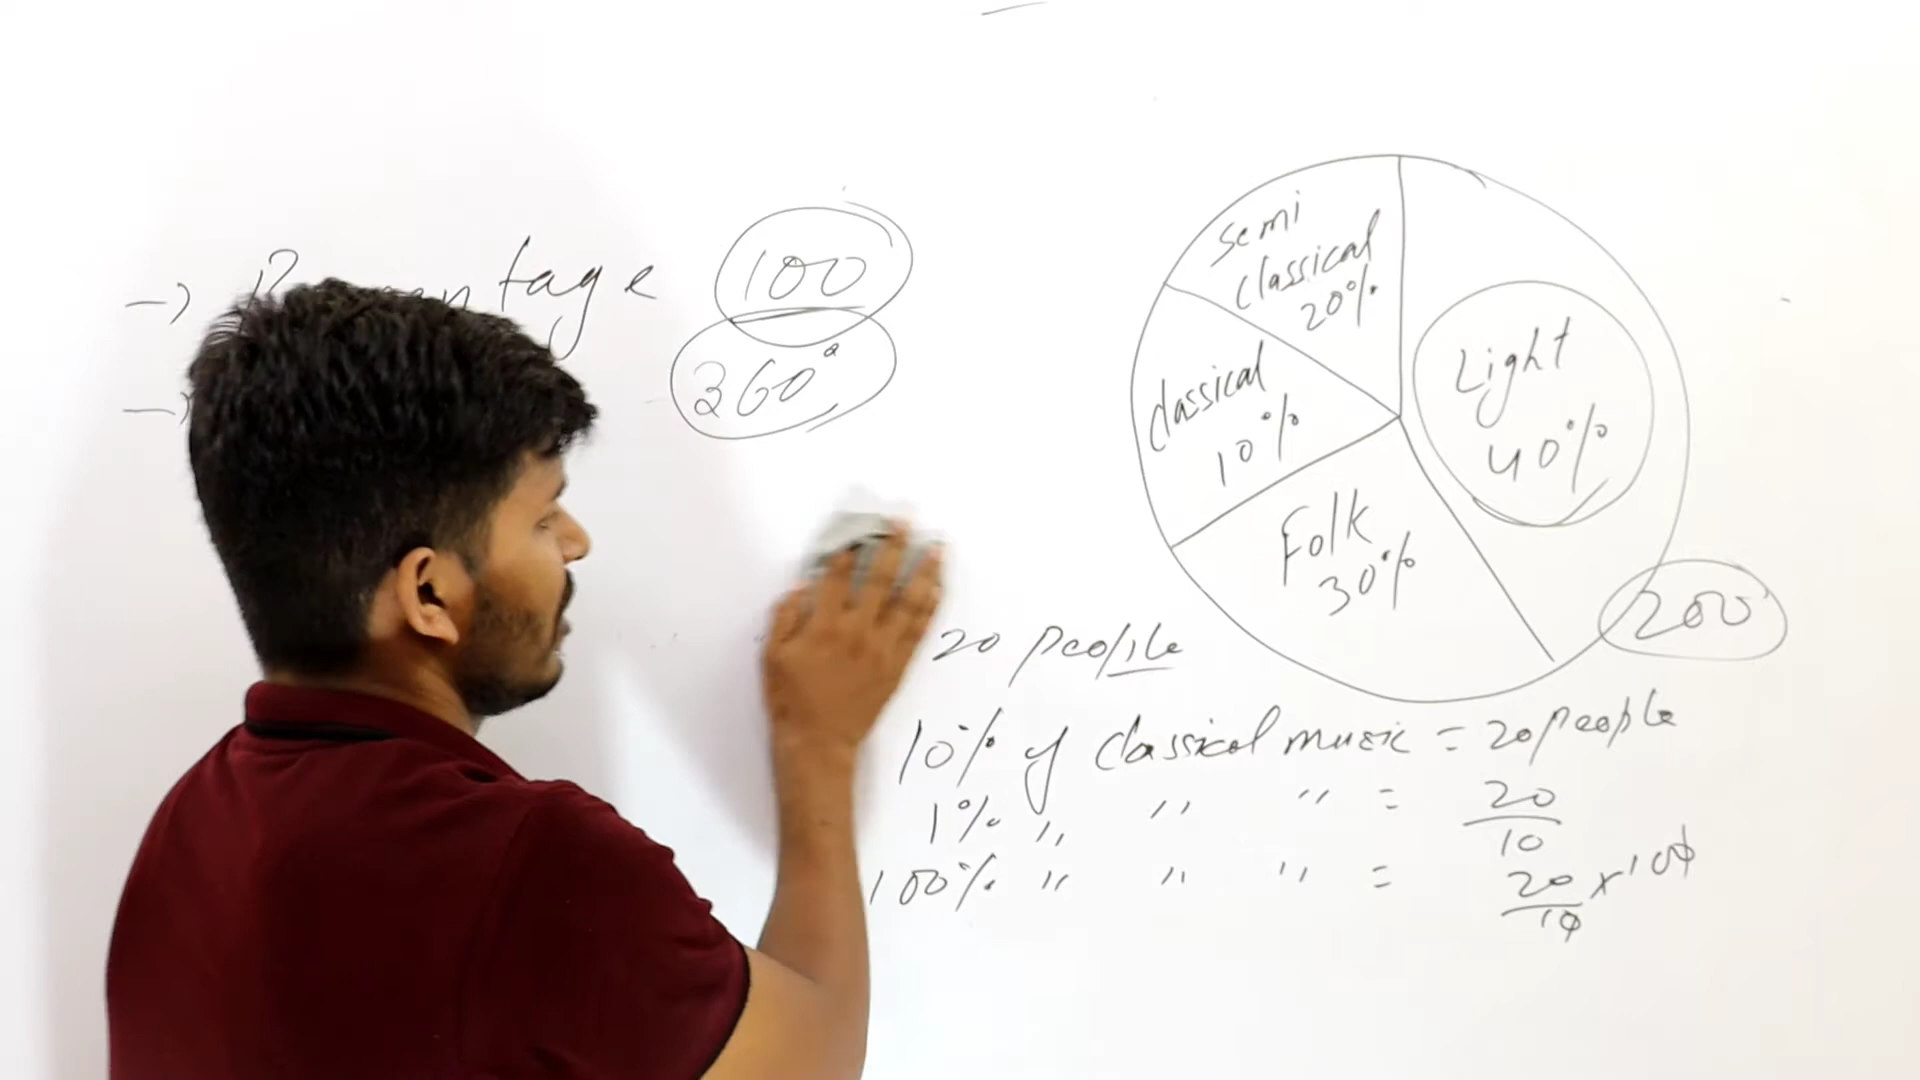 -> Percentage 100
-> 360°
Semi
classical
20%
classical
10%
Light
40%
Folk
30%
200
20 people
10% of classical music = 20 people
1% ,, ,, ,, = 20/10
100% ,, ,, ,, = 20/10 x 100